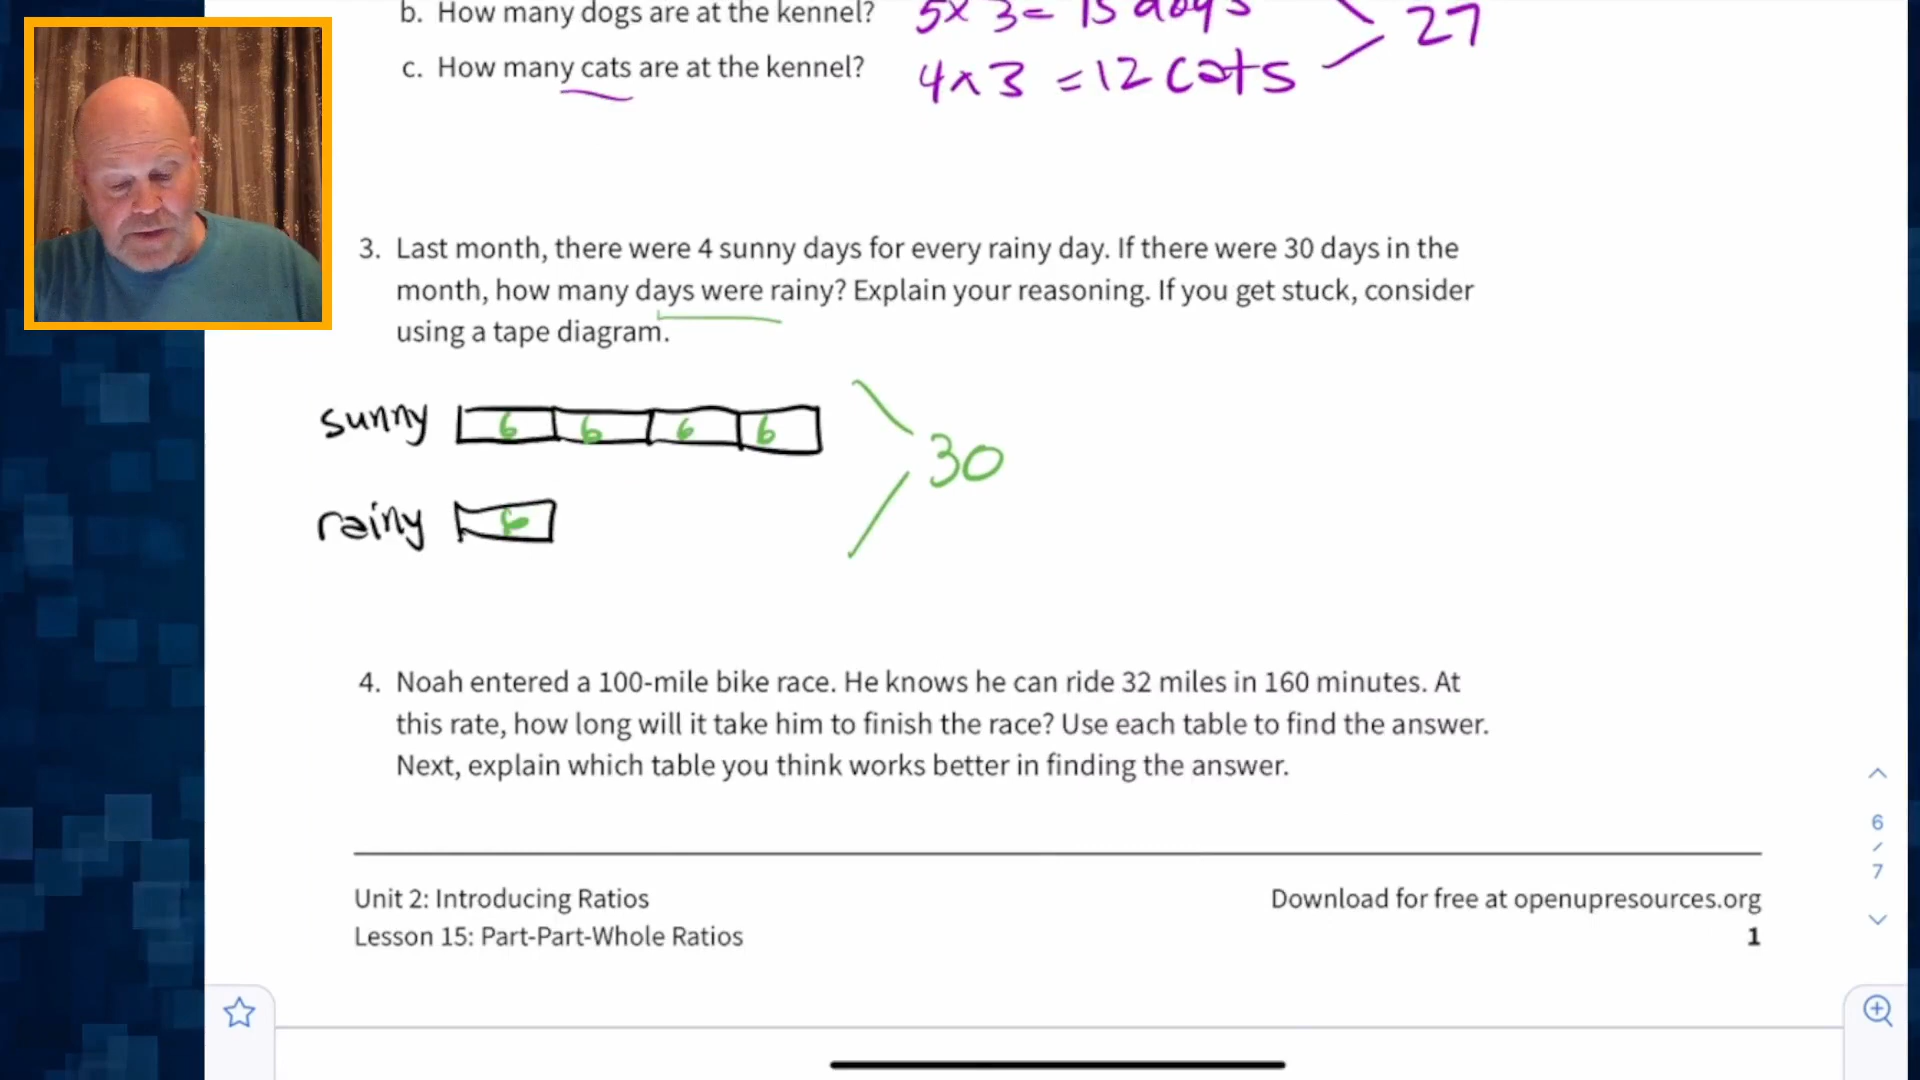 b. How many dogs are at the kennel? 5x3= 15 dogs
27
c. How many cats are at the kennel? 4x3 =12 cats
3. Last month, there were 4 sunny days for every rainy day. If there were 30 days in the
month, how many days were rainy? Explain your reasoning. If you get stuck, consider
using a tape diagram.
sunny 6 6 6 6
30
rainy 6
4. Noah entered a 100-mile bike race. He knows he can ride 32 miles in 160 minutes. At
this rate, how long will it take him to finish the race? Use each table to find the answer.
Next, explain which table you think works better in finding the answer.
6
/
7
Unit 2: Introducing Ratios Download for free at openupresources.org
Lesson 15: Part-Part-Whole Ratios 1